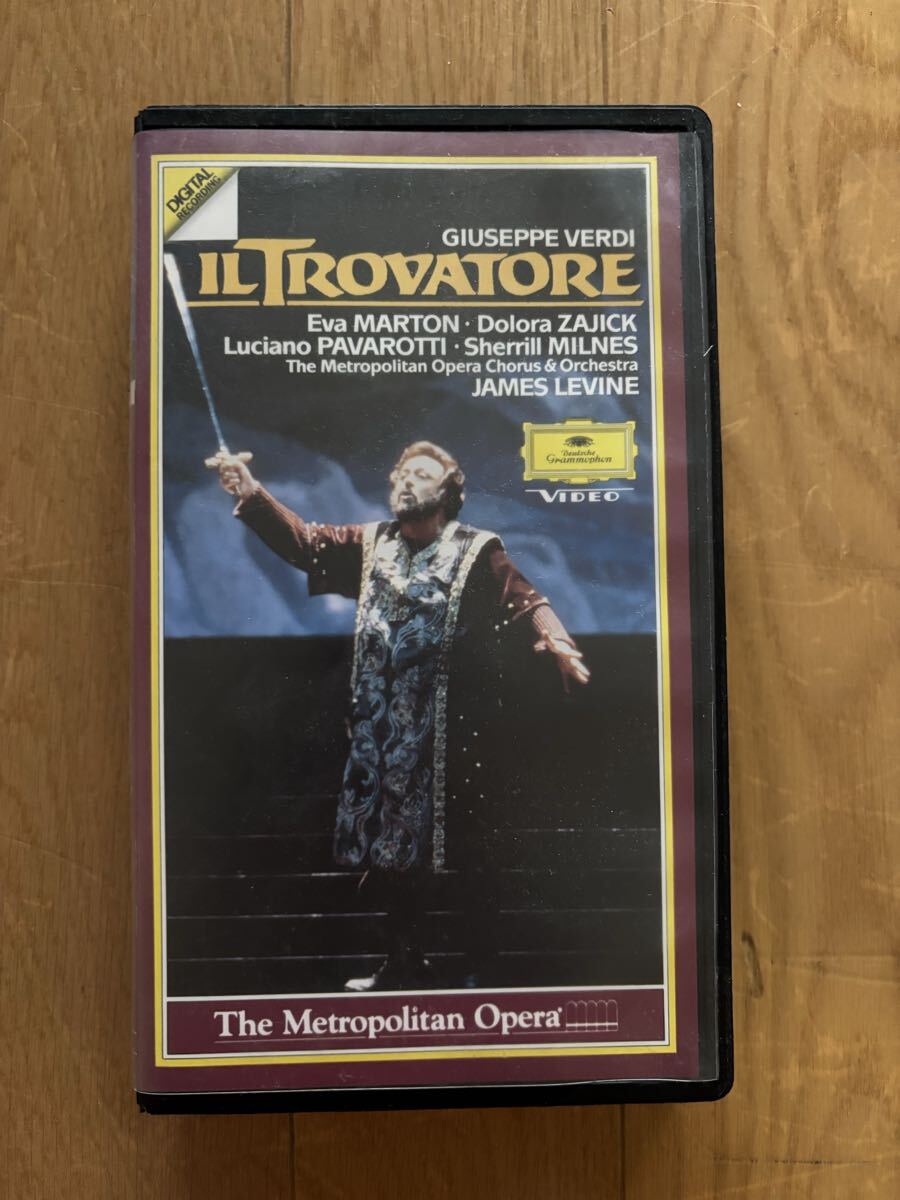 DIGITAL
RECORDING
GIUSEPPE VERDI
IL TROVATORE
Eva MARTON · Dolora ZAJICK
Luciano PAVAROTTI · Sherrill MILNES
The Metropolitan Opera Chorus & Orchestra
JAMES LEVINE
Deutsche
Grammophon
VIDEO
The Metropolitan Opera®